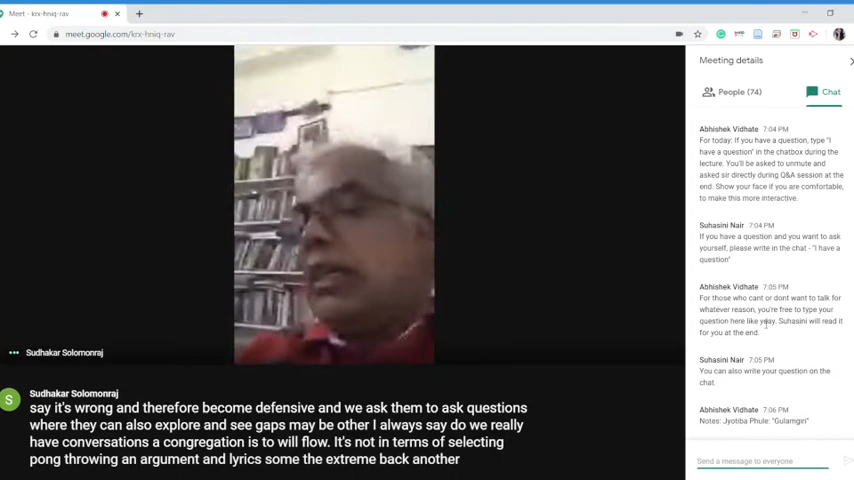 Meet - krx-hniq-rav
meet.google.com/krx-hniq-rav
Meeting details
People (74)
Chat
Abhishek Vidhate 7:04 PM
For today: If you have a question, type "I
have a question" in the chatbox during the
lecture. You'll be asked to unmute and
asked sir directly during Q&A session at the
end. Show your face if you are comfortable,
to make this more interactive.
Suhasini Nair 7:04 PM
If you have a question and you want to ask
yourself, please write in the chat - "I have a
question"
Abhishek Vidhate 7:05 PM
For those who cant or dont want to talk for
whatever reason, you're free to type your
question here like Suhasini will read it
for you at the end.
Suhasini Nair 7:05 PM
You can also write your question on the
chat.
Abhishek Vidhate 7:06 PM
Notes: Jyotiba Phule: "Gulamgiri"
Send a message to everyone
Sudhakar Solomonraj
S
Sudhakar Solomonraj
say it's wrong and therefore become defensive and we ask them to ask questions
where they can also explore and see gaps may be other I always say do we really
have conversations a congregation is to will flow. It's not in terms of selecting
pong throwing an argument and lyrics some the extreme back another